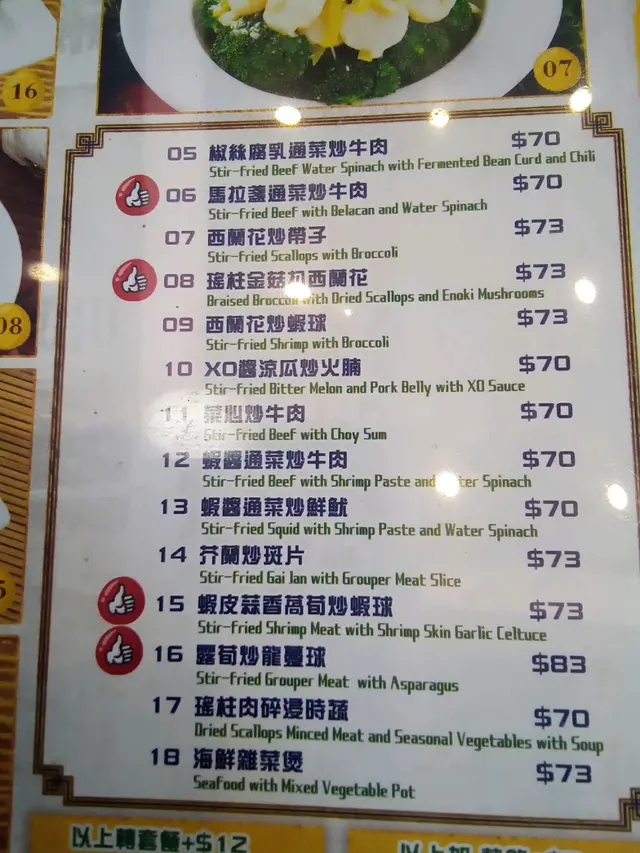 16
07
08
05 椒絲腐乳通菜炒牛肉 $70
Stir-fried Beef Water Spinach with Fermented Bean Curd and Chili
06 馬拉盞通菜炒牛肉 $70
Stir-fried Beef with Belacan and Water Spinach
07 西蘭花炒帶子 $73
Stir-fried Scallops with Broccoli
08 瑤柱金菇扒西蘭花 $73
Braised Broccoli with Dried Scallops and Enoki Mushrooms
09 西蘭花炒蝦球 $73
Stir-fried Shrimp with Broccoli
10 XO醬涼瓜炒火腩 $70
Stir-fried Bitter Melon and Pork Belly with XO Sauce
11 菜心炒牛肉 $70
Stir-fried Beef with Choy Sum
12 蝦醬通菜炒牛肉 $70
Stir-fried Beef with Shrimp Paste and Water Spinach
13 蝦醬通菜炒鮮魷 $70
Stir-fried Squid with Shrimp Paste and Water Spinach
14 芥蘭炒斑片 $73
Stir-fried Gai lan with Grouper Meat Slice
15 蝦皮蒜香萵筍炒蝦球 $73
Stir-fried Shrimp Meat with Shrimp Skin Garlic Celtuce
16 露筍炒龍躉球 $83
Stir-fried Grouper Meat with Asparagus
17 瑤柱肉碎浸時蔬 $70
Dried Scallops Minced Meat and Seasonal Vegetables with Soup
18 海鮮雜菜煲 $73
Seafood with Mixed Vegetable Pot
以上轉套餐+$12